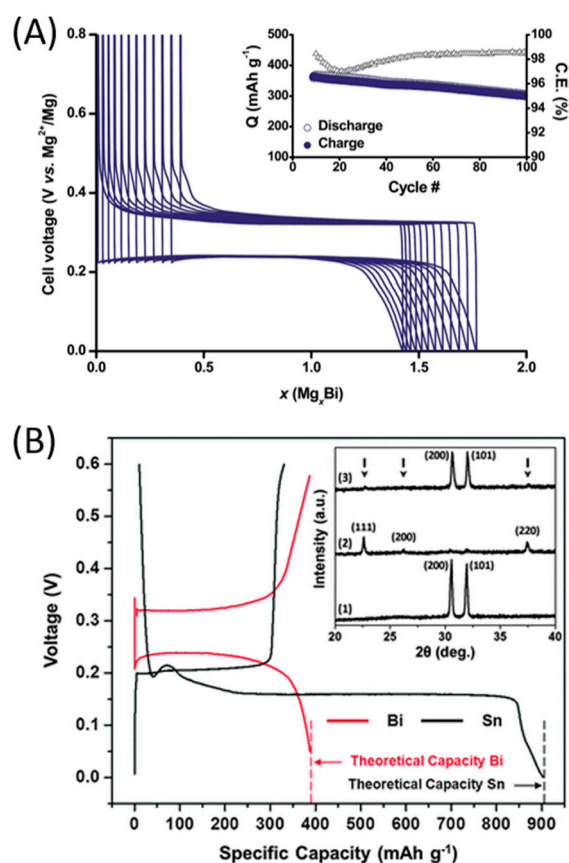 (A)
Cell voltage (V vs. Mg²⁺/Mg)
0.8
0.6
0.4
0.2
0.0
0.0 0.5 1.0 1.5 2.0
x (MgₓBi)
Q (mAh g⁻¹)
500
400
300
200
100
C.E. (%)
100
98
96
94
92
90
Discharge
Charge
0 20 40 60 80 100
Cycle #
(B)
Voltage (V)
0.6
0.5
0.4
0.3
0.2
0.1
0.0
0 100 200 300 400 500 600 700 800 900
Specific Capacity (mAh g⁻¹)
Bi Sn
Theoretical Capacity Bi
Theoretical Capacity Sn
Intensity (a.u.)
(3) (200) (101)
(2) (111) (200) (220)
(1) (200) (101)
20 25 30 35 40
2θ (deg.)